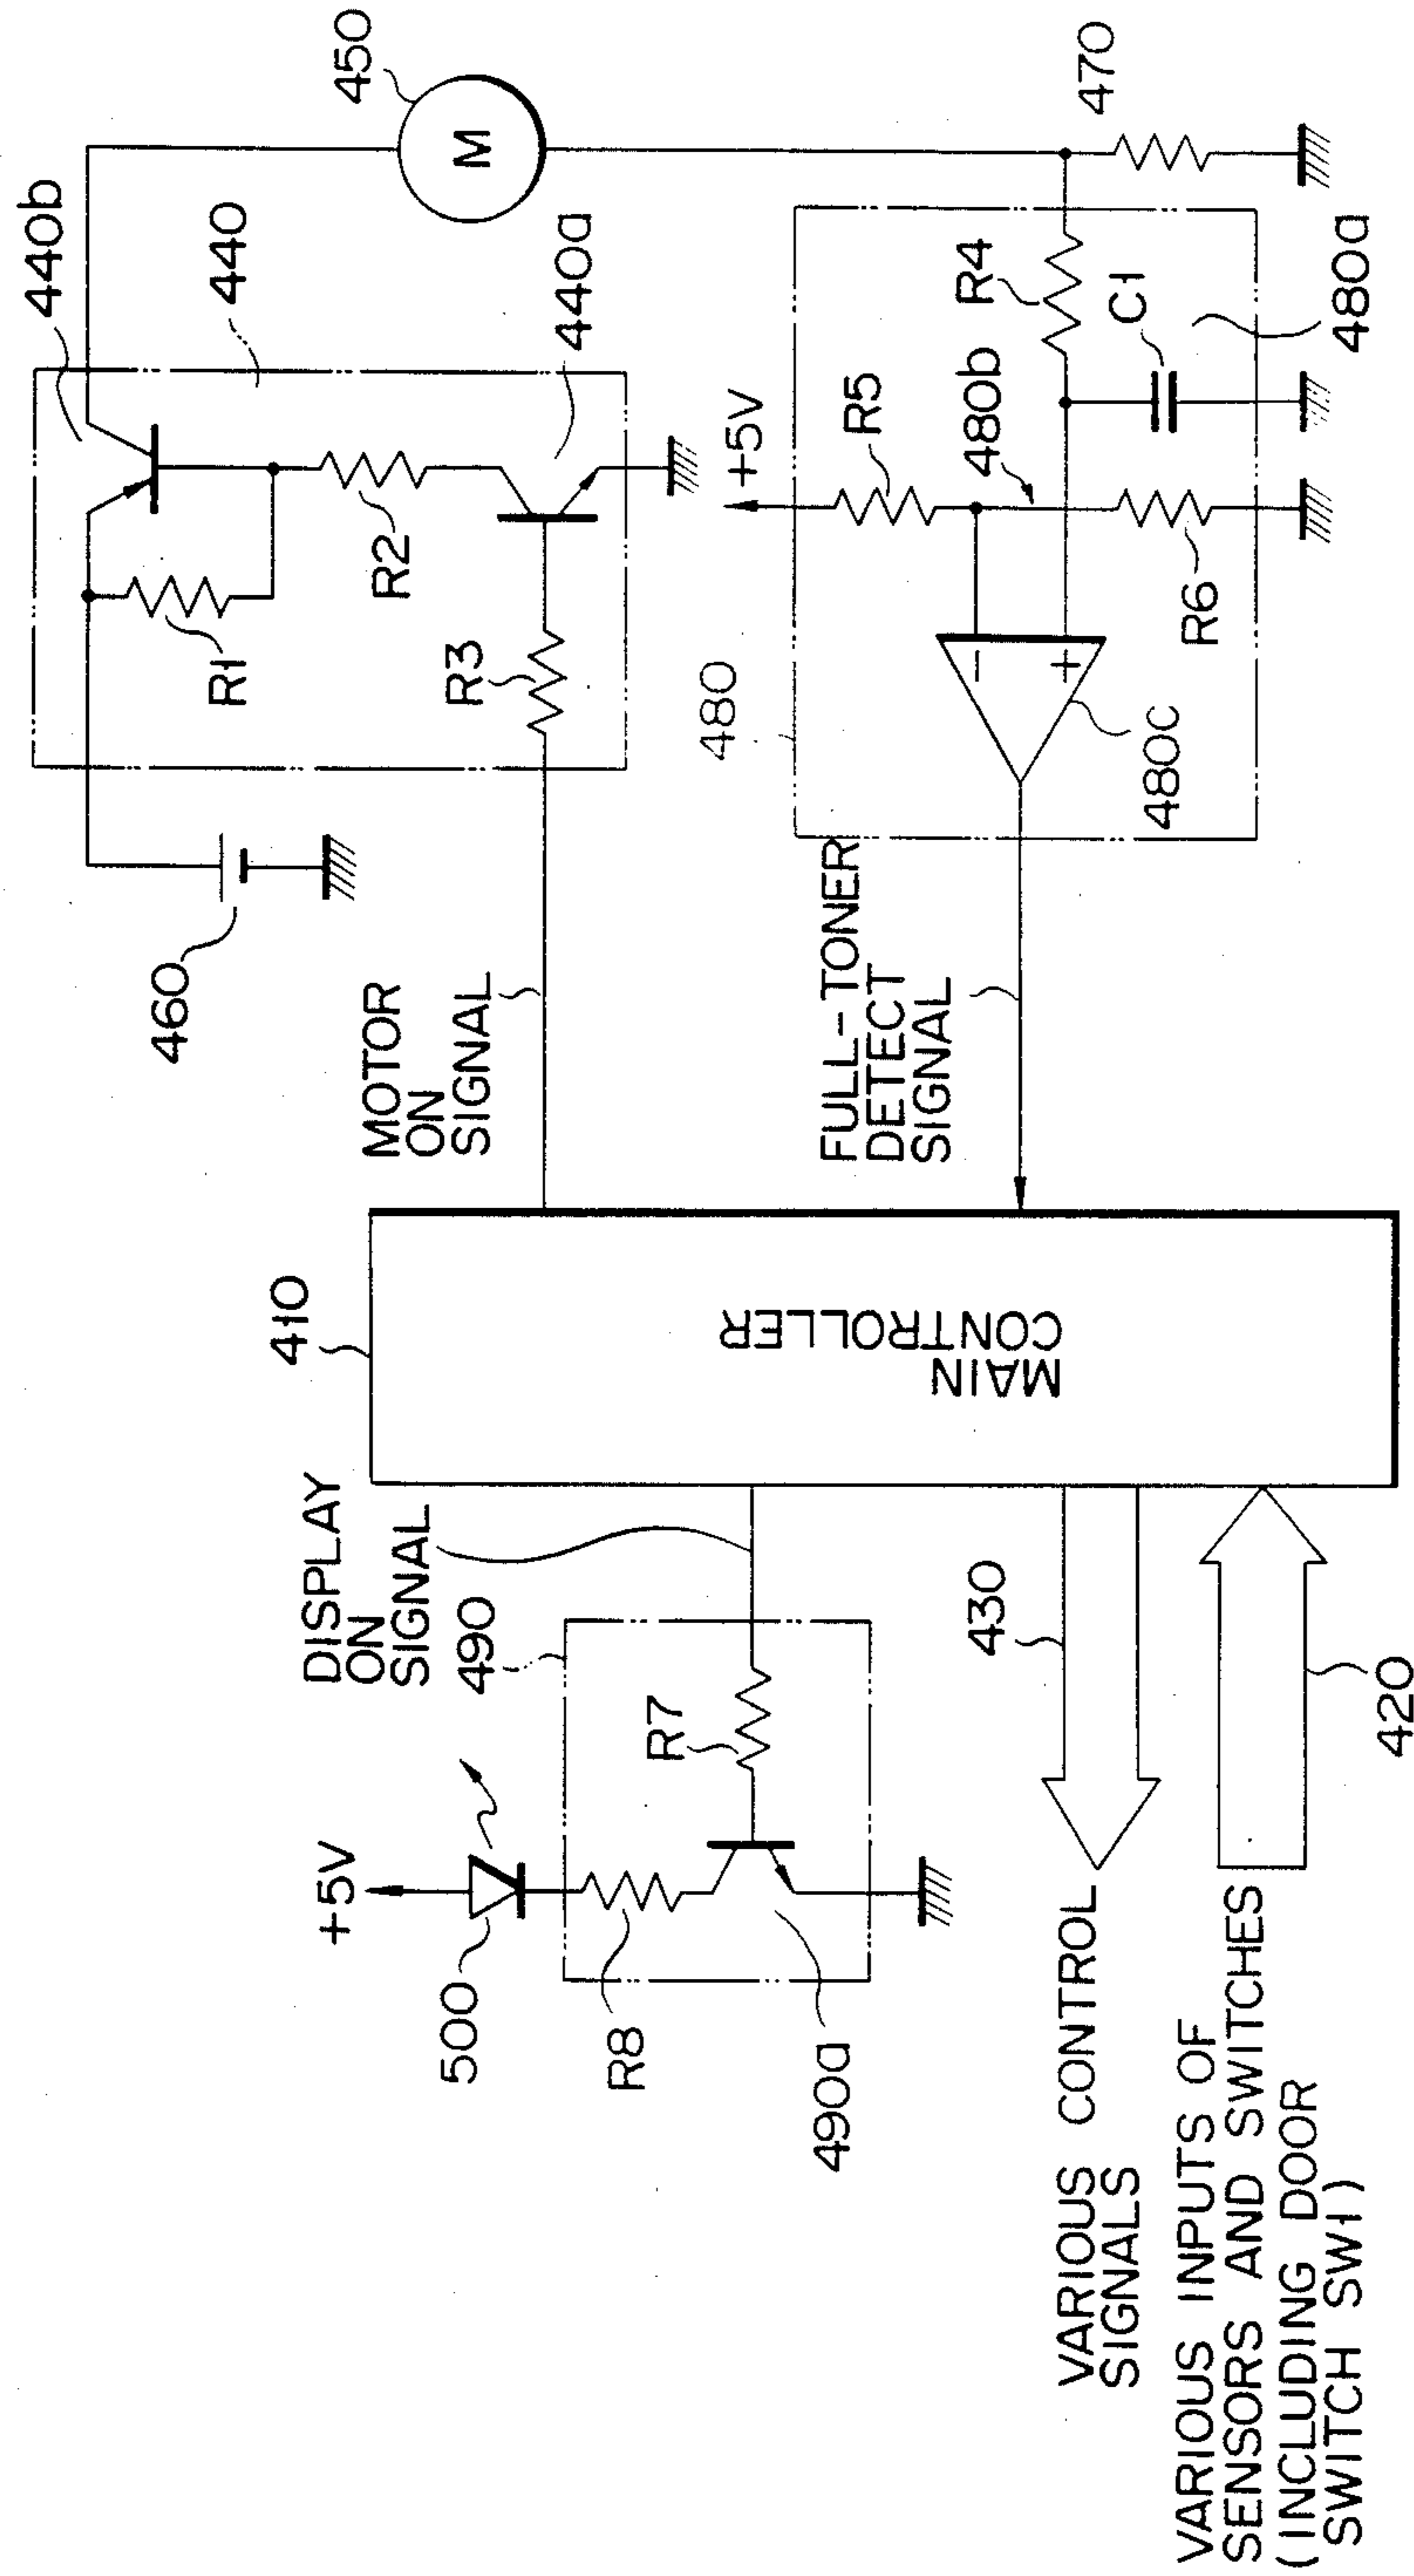 +5V
500
R8
490a
R7
490
DISPLAY
ON
SIGNAL
410
MAIN
CONTROLLER
430
420
VARIOUS CONTROL
SIGNALS
VARIOUS INPUTS OF
SENSORS AND SWITCHES
(INCLUDING DOOR
SWITCH SW1)
MOTOR
ON
SIGNAL
FULL-TONER
DETECT
SIGNAL
460
R1
R2
R3
440b
440
440a
450
M
470
480
+5V
R5
480b
R4
C1
R6
480c
480a
-
+